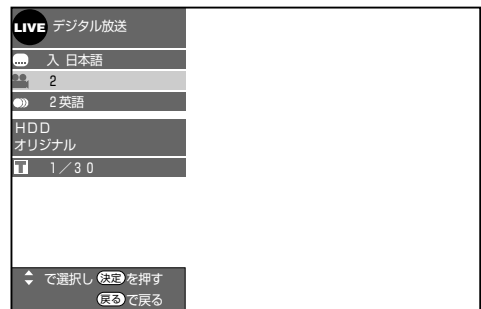 LIVE デジタル放送
入 日本語
2
2 英語
HDD
オリジナル
T 1/30
で選択し 決定 を押す
戻る で戻る